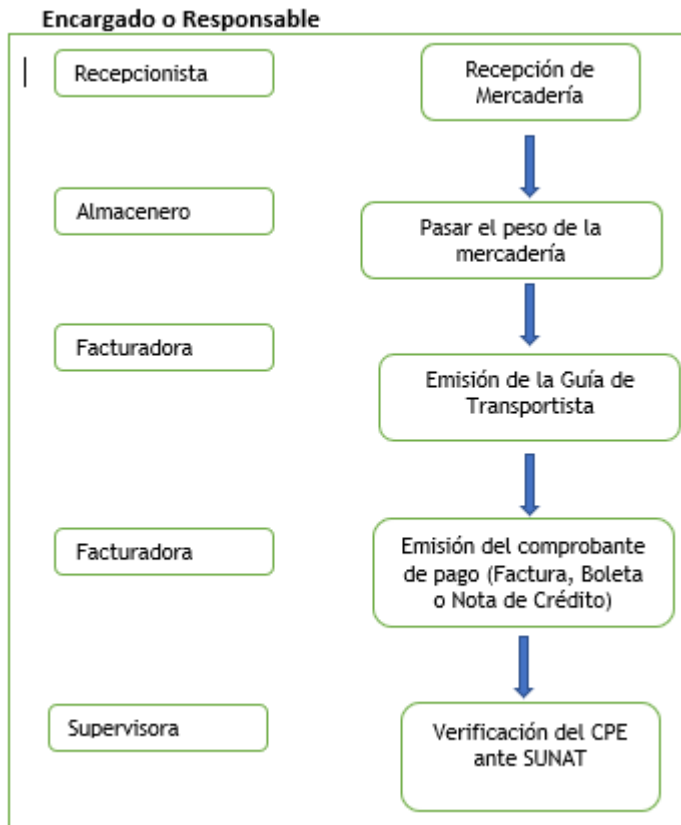 Encargado o Responsable
Recepcionista
Recepción de
Mercadería
Almacenero
Pasar el peso de la
mercadería
Facturadora
Emisión de la Guía de
Transportista
Facturadora
Emisión del comprobante
de pago (Factura, Boleta
o Nota de Crédito)
Supervisora
Verificación del CPE
ante SUNAT